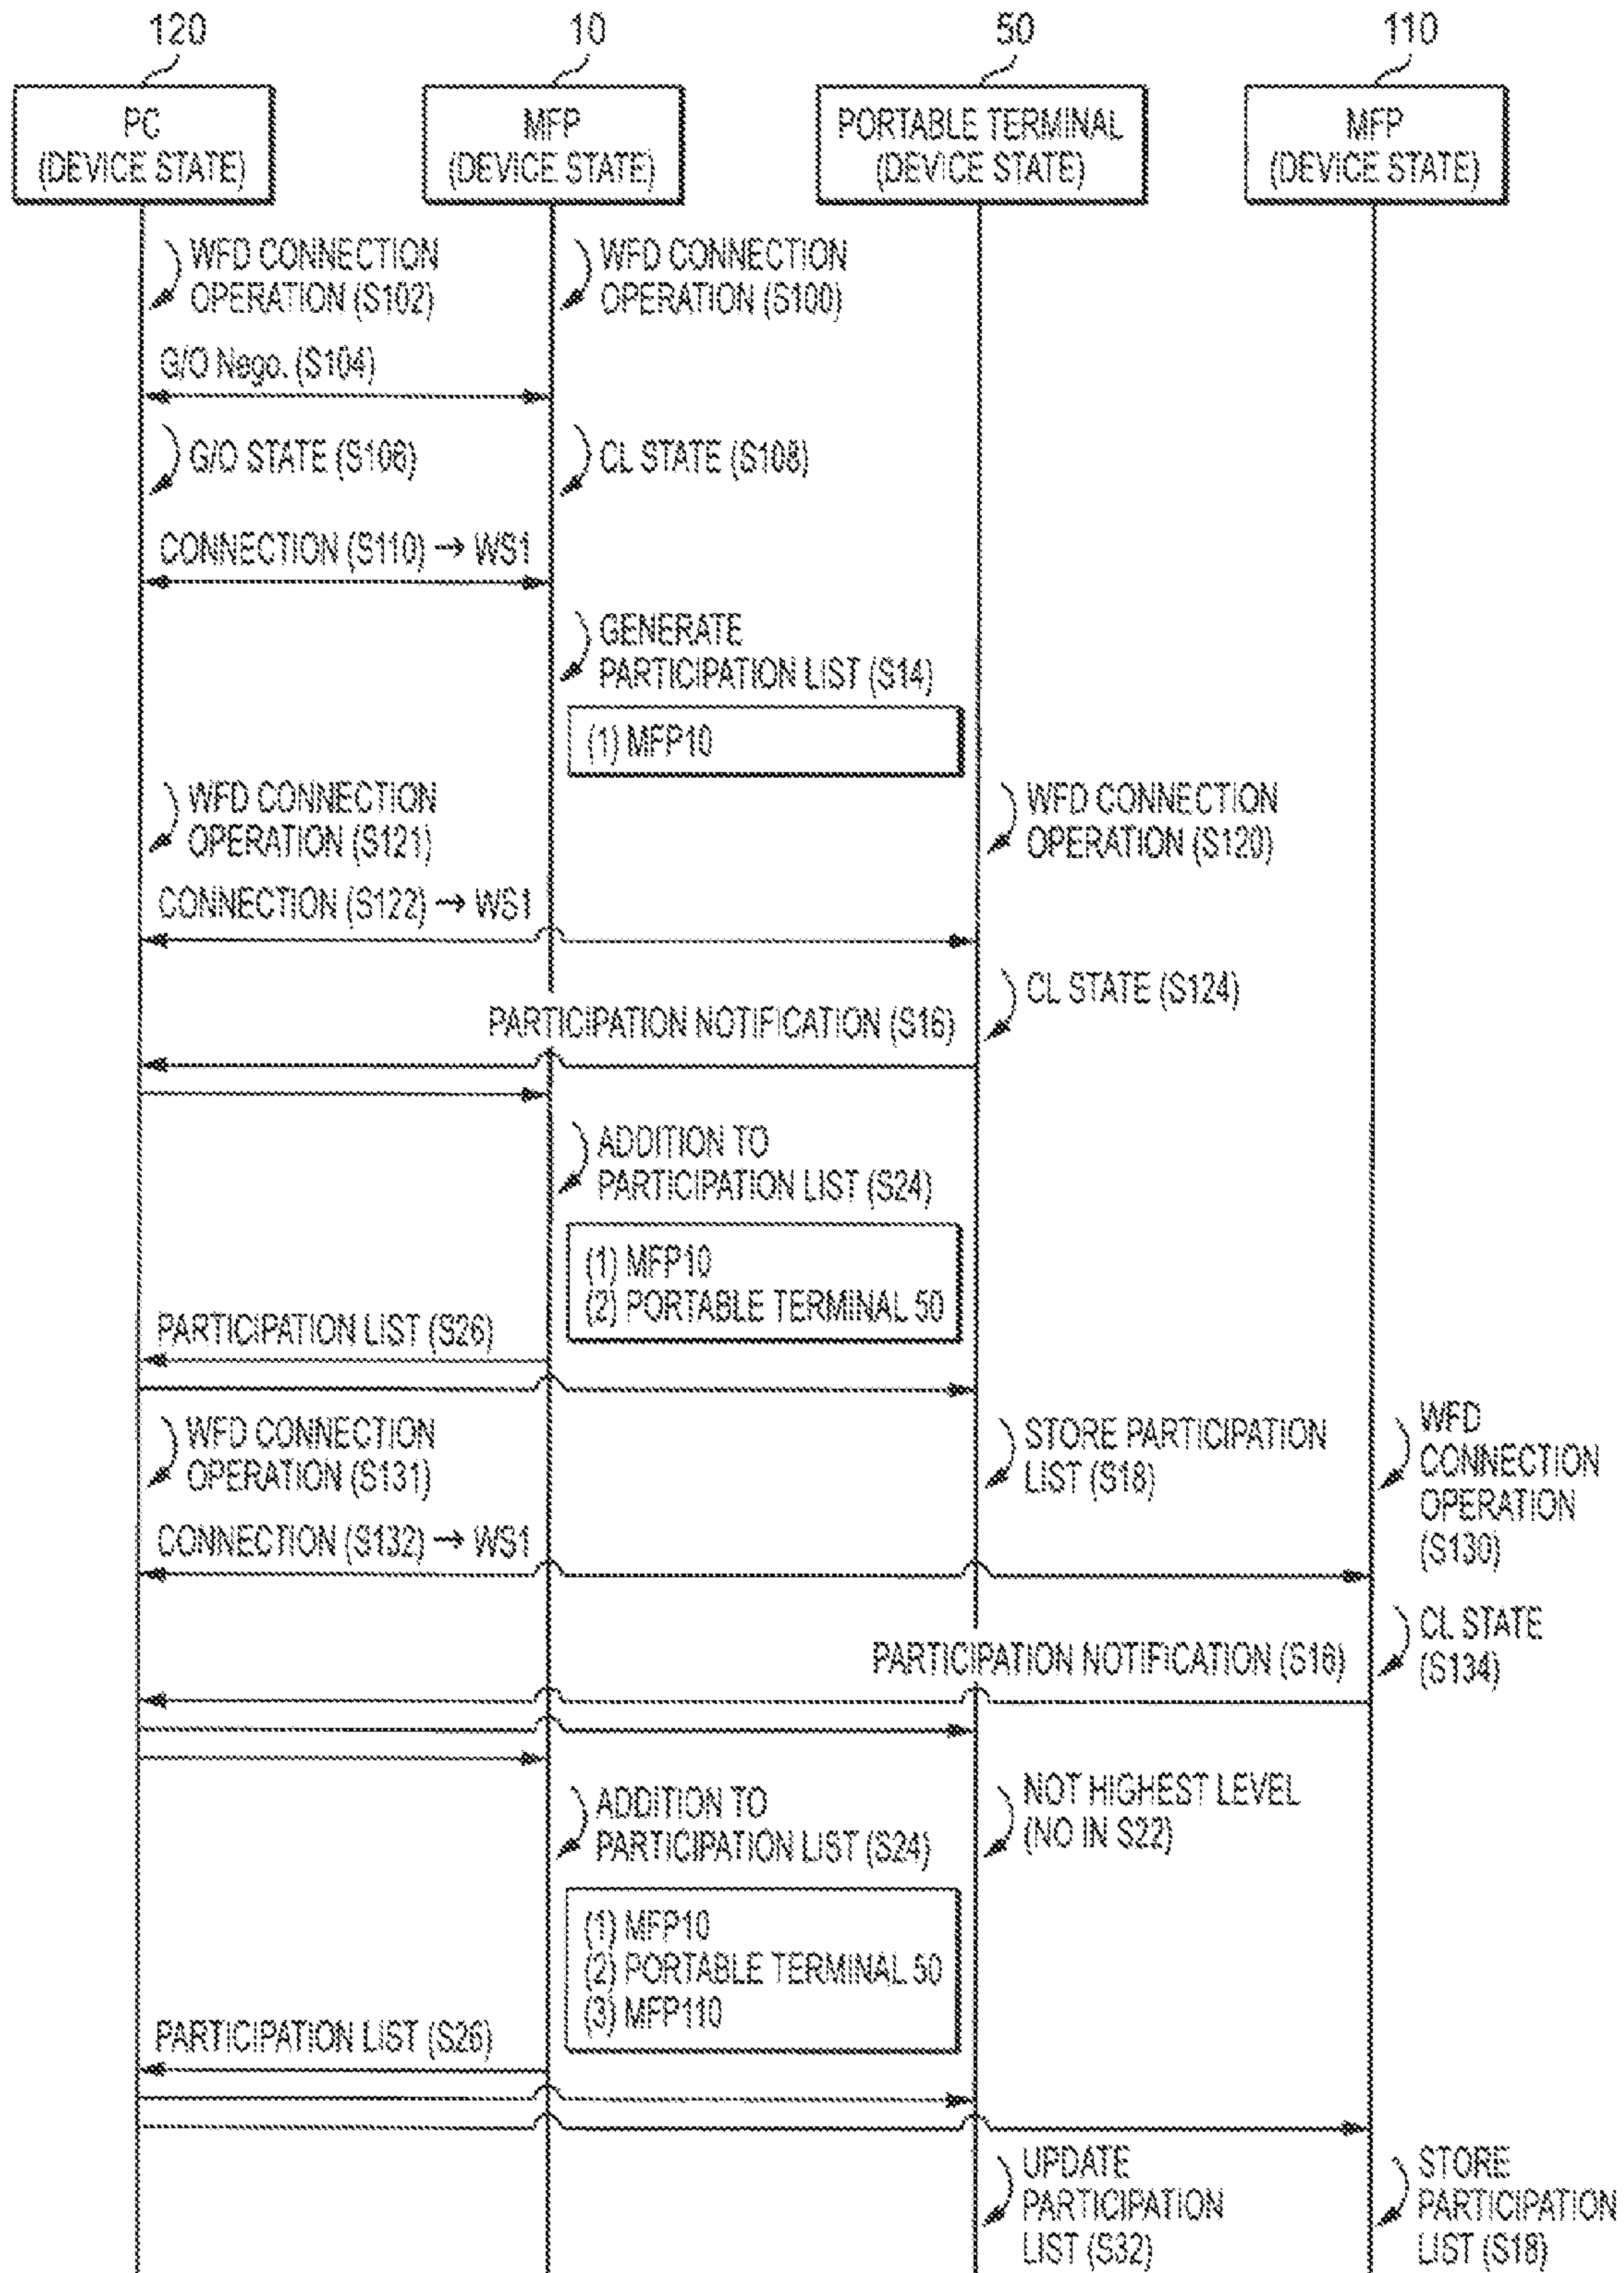 120
10
50
110
PC
(DEVICE STATE)
MFP
(DEVICE STATE)
PORTABLE TERMINAL
(DEVICE STATE)
MFP
(DEVICE STATE)
WFD CONNECTION
OPERATION (S102)
WFD CONNECTION
OPERATION (S100)
G/O Nego. (S104)
G/O STATE (S106)
CL STATE (S108)
CONNECTION (S110) → WS1
GENERATE
PARTICIPATION LIST (S14)
(1) MFP10
WFD CONNECTION
OPERATION (S121)
WFD CONNECTION
OPERATION (S120)
CONNECTION (S122) → WS1
CL STATE (S124)
PARTICIPATION NOTIFICATION (S16)
ADDITION TO
PARTICIPATION LIST (S24)
(1) MFP10
(2) PORTABLE TERMINAL 50
PARTICIPATION LIST (S26)
WFD CONNECTION
OPERATION (S131)
STORE PARTICIPATION
LIST (S18)
WFD
CONNECTION
OPERATION
(S130)
CONNECTION (S132) → WS1
CL STATE
(S134)
PARTICIPATION NOTIFICATION (S16)
ADDITION TO
PARTICIPATION LIST (S24)
NOT HIGHEST LEVEL
(NO IN S22)
(1) MFP10
(2) PORTABLE TERMINAL 50
(3) MFP110
PARTICIPATION LIST (S26)
UPDATE
PARTICIPATION
LIST (S32)
STORE
PARTICIPATION
LIST (S18)